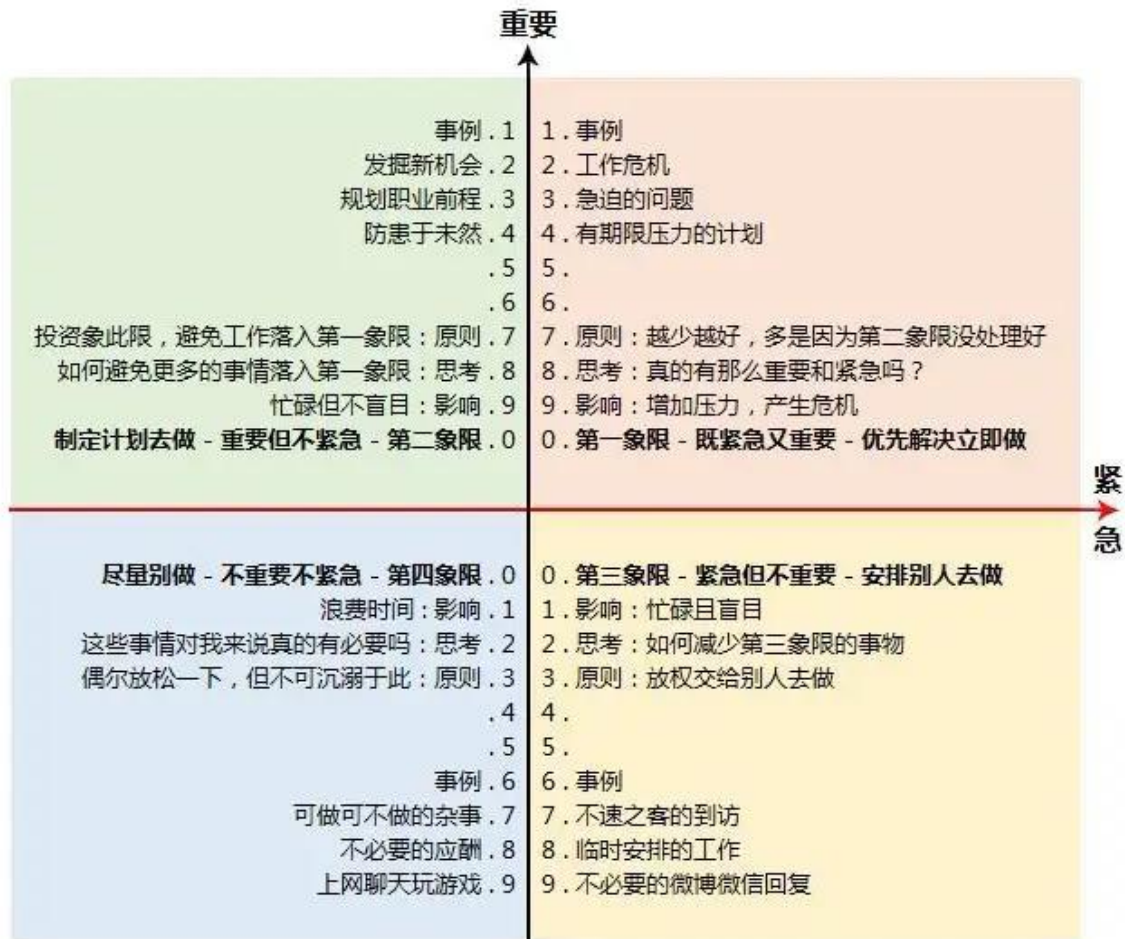 重要
事例 . 1
发掘新机会 . 2
规划职业前程 . 3
防患于未然 . 4
. 5
. 6
投资象此限，避免工作落入第一象限：原则 . 7
如何避免更多的事情落入第一象限：思考 . 8
忙碌但不盲目：影响 . 9
制定计划去做 - 重要但不紧急 - 第二象限 . 0
1 . 事例
2 . 工作危机
3 . 急迫的问题
4 . 有期限压力的计划
5 .
6 .
7 . 原则：越少越好，多是因为第二象限没处理好
8 . 思考：真的有那么重要和紧急吗？
9 . 影响：增加压力，产生危机
0 . 第一象限 - 既紧急又重要 - 优先解决立即做
紧急
尽量别做 - 不重要不紧急 - 第四象限 . 0
浪费时间：影响 . 1
这些事情对我来说真的有必要吗：思考 . 2
偶尔放松一下，但不可沉溺于此：原则 . 3
. 4
. 5
事例 . 6
可做可不做的杂事 . 7
不必要的应酬 . 8
上网聊天玩游戏 . 9
0 . 第三象限 - 紧急但不重要 - 安排别人去做
1 . 影响：忙碌且盲目
2 . 思考：如何减少第三象限的事物
3 . 原则：放权交给别人去做
4 .
5 .
6 . 事例
7 . 不速之客的到访
8 . 临时安排的工作
9 . 不必要的微博微信回复